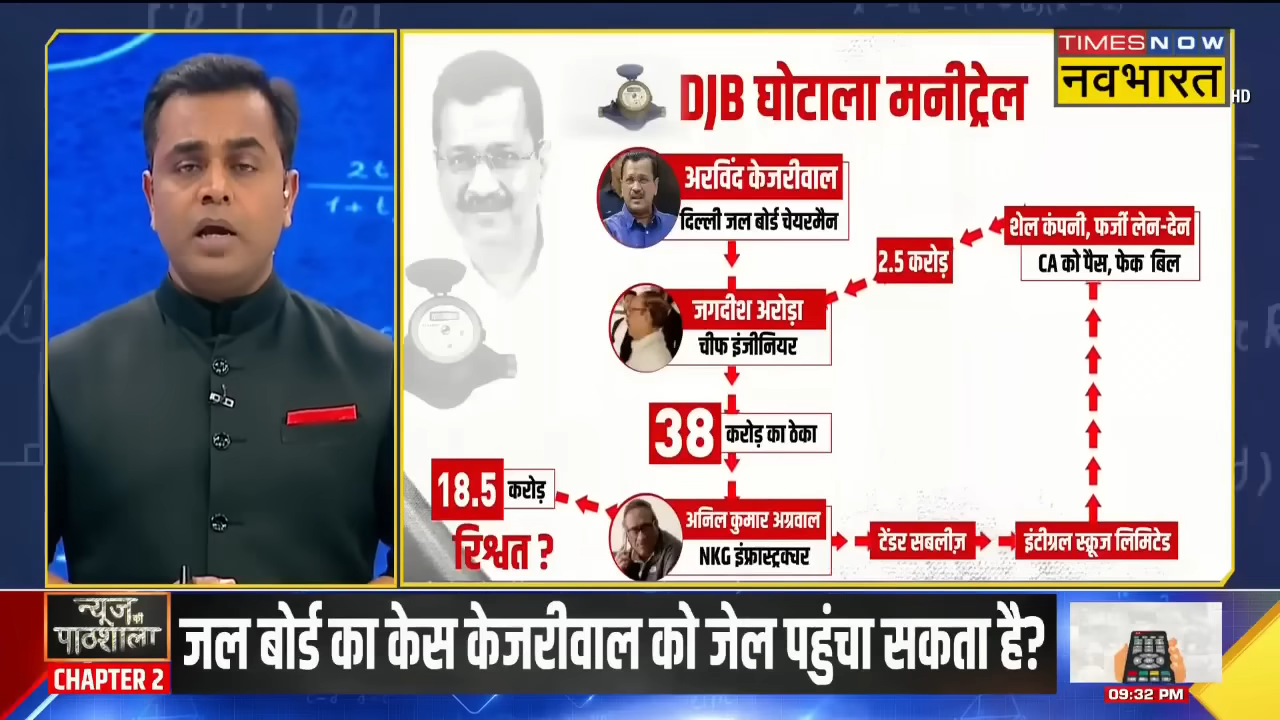 TIMES NOW
नवभारत
HD
DJB घोटाला मनीट्रेल
अरविंद केजरीवाल
दिल्ली जल बोर्ड चेयरमैन
शेल कंपनी, फर्जी लेन-देन
CA को पैस, फेक बिल
2.5 करोड़
जगदीश अरोड़ा
चीफ इंजीनियर
38 करोड़ का ठेका
18.5 करोड़
रिश्वत ?
अनिल कुमार अग्रवाल
NKG इंफ्रास्ट्रक्चर
टेंडर सबलीज़
इंटीग्रल स्क्रूज लिमिटेड
न्यूज़ की
पाठशाला
CHAPTER 2
जल बोर्ड का केस केजरीवाल को जेल पहुंचा सकता है?
09:32 PM